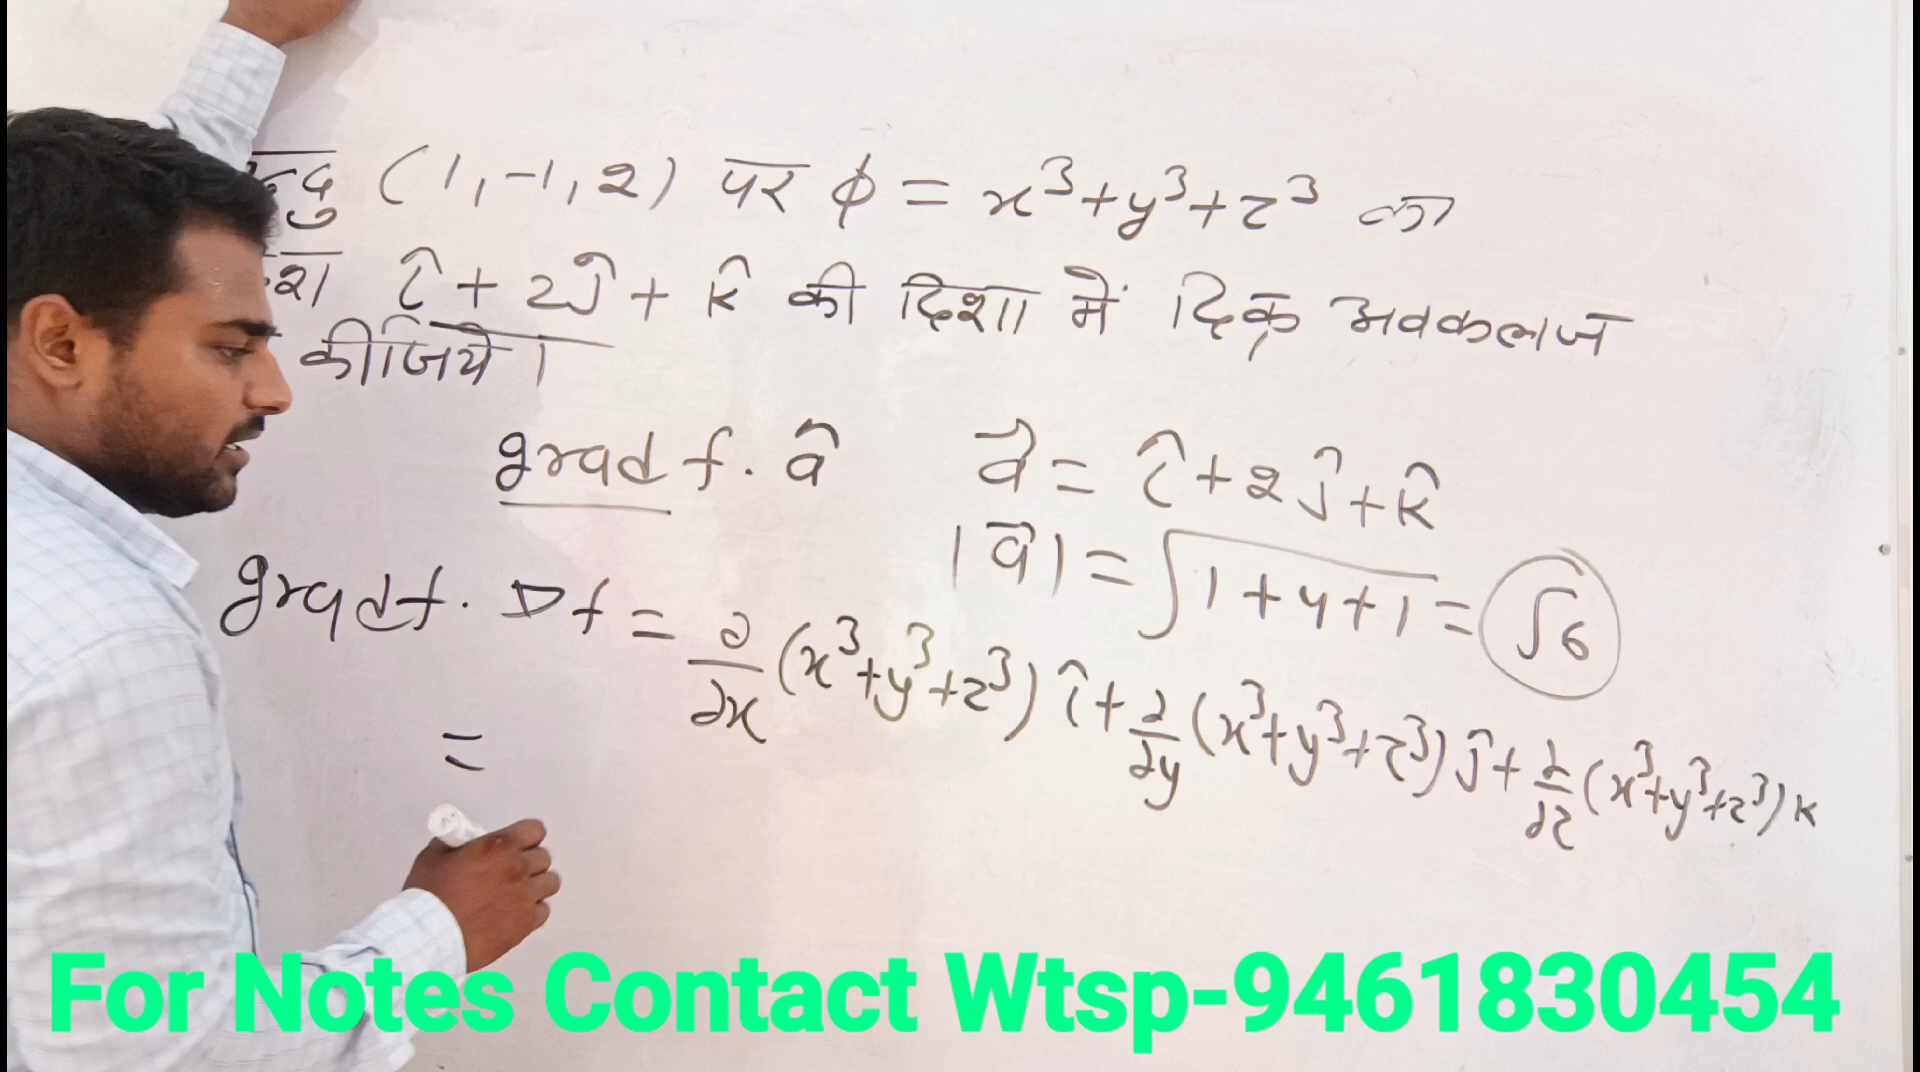 (1,-1,2) पर ϕ = x³+y³+z³ का
î + 2ĵ + k̂ की दिशा में दिक् अवकलज
कीजिये।
grad f. â
a⃗ = î+2ĵ+k̂
|a⃗| = √1+4+1 = √6
grad f. ∇f = ∂/∂x (x³+y³+z³) î + ∂/∂y (x³+y³+z³) ĵ + ∂/∂z (x³+y³+z³) k
=
For Notes Contact Wtsp-9461830454